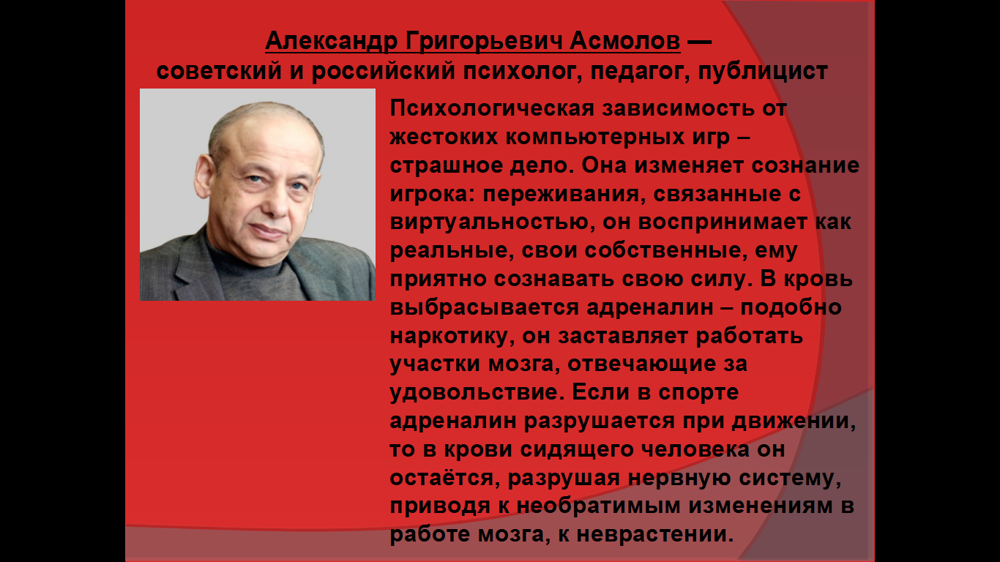 Александр Григорьевич Асмолов —
советский и российский психолог, педагог, публицист
Психологическая зависимость от
жестоких компьютерных игр –
страшное дело. Она изменяет сознание
игрока: переживания, связанные с
виртуальностью, он воспринимает как
реальные, свои собственные, ему
приятно сознавать свою силу. В кровь
выбрасывается адреналин – подобно
наркотику, он заставляет работать
участки мозга, отвечающие за
удовольствие. Если в спорте
адреналин разрушается при движении,
то в крови сидящего человека он
остаётся, разрушая нервную систему,
приводя к необратимым изменениям в
работе мозга, к неврастении.